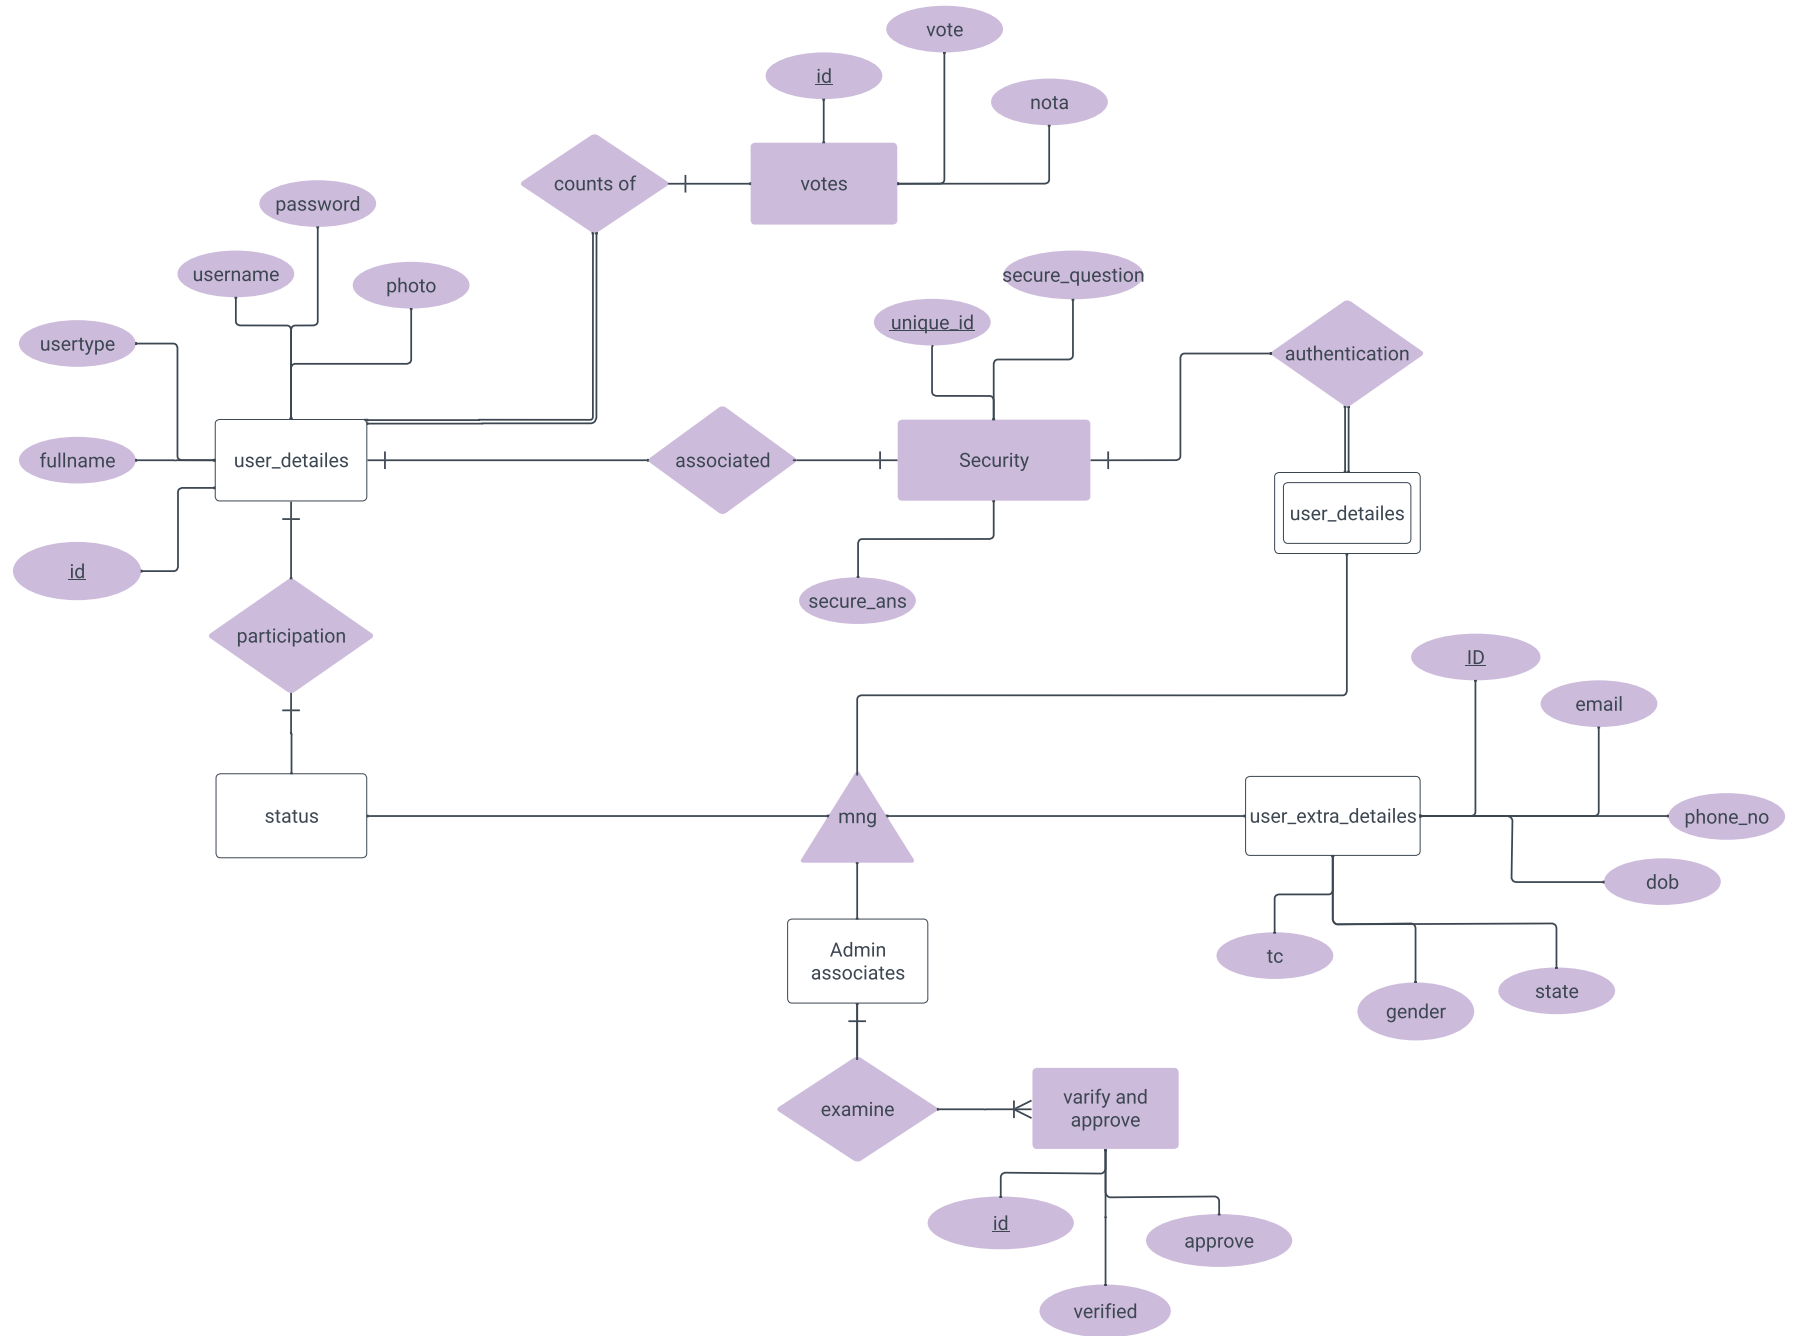 vote
id
nota
counts of
votes
password
username
photo
secure_question
unique_id
usertype
authentication
fullname
user_detailes
associated
Security
user_detailes
id
secure_ans
participation
ID
email
status
mng
user_extra_detailes
phone_no
dob
Admin
associates
tc
state
gender
examine
varify and
approve
id
approve
verified